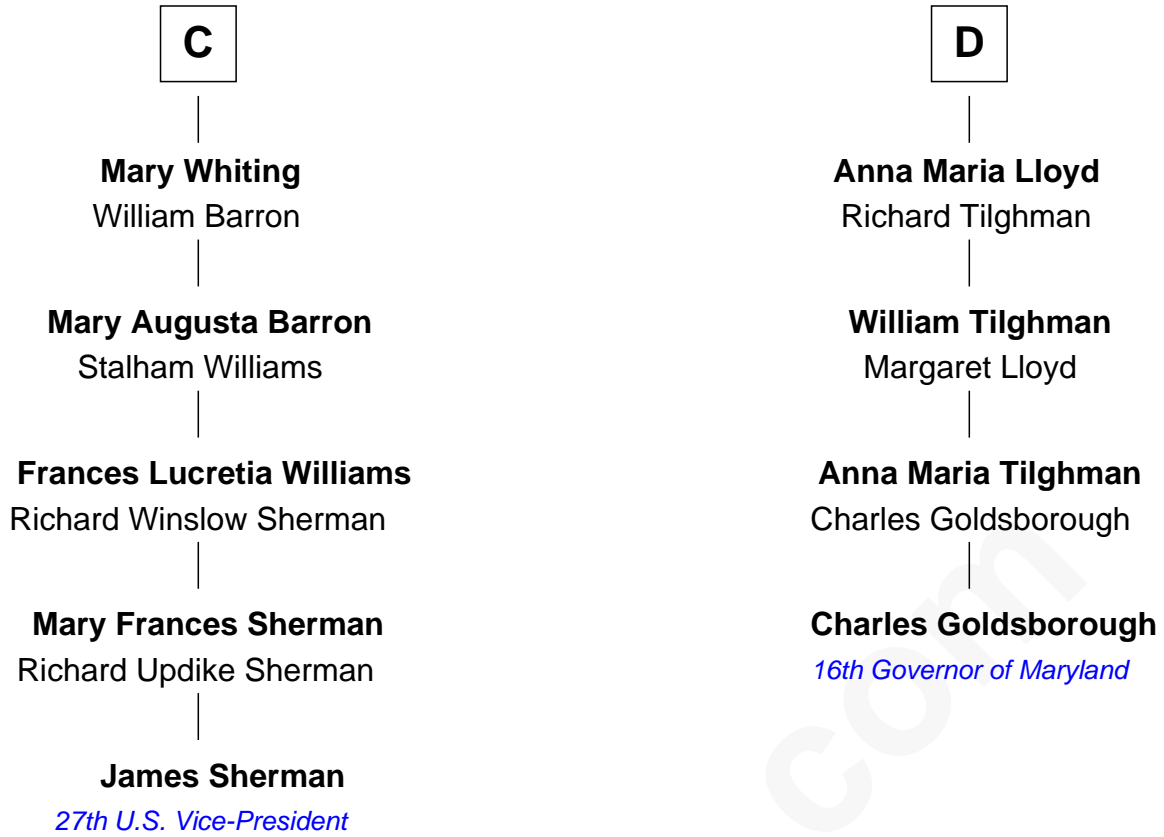 C
Mary Whiting
William Barron
Mary Augusta Barron
Stalham Williams
Frances Lucretia Williams
Richard Winslow Sherman
Mary Frances Sherman
Richard Updike Sherman
James Sherman
27th U.S. Vice-President
D
Anna Maria Lloyd
Richard Tilghman
William Tilghman
Margaret Lloyd
Anna Maria Tilghman
Charles Goldsborough
Charles Goldsborough
16th Governor of Maryland
com